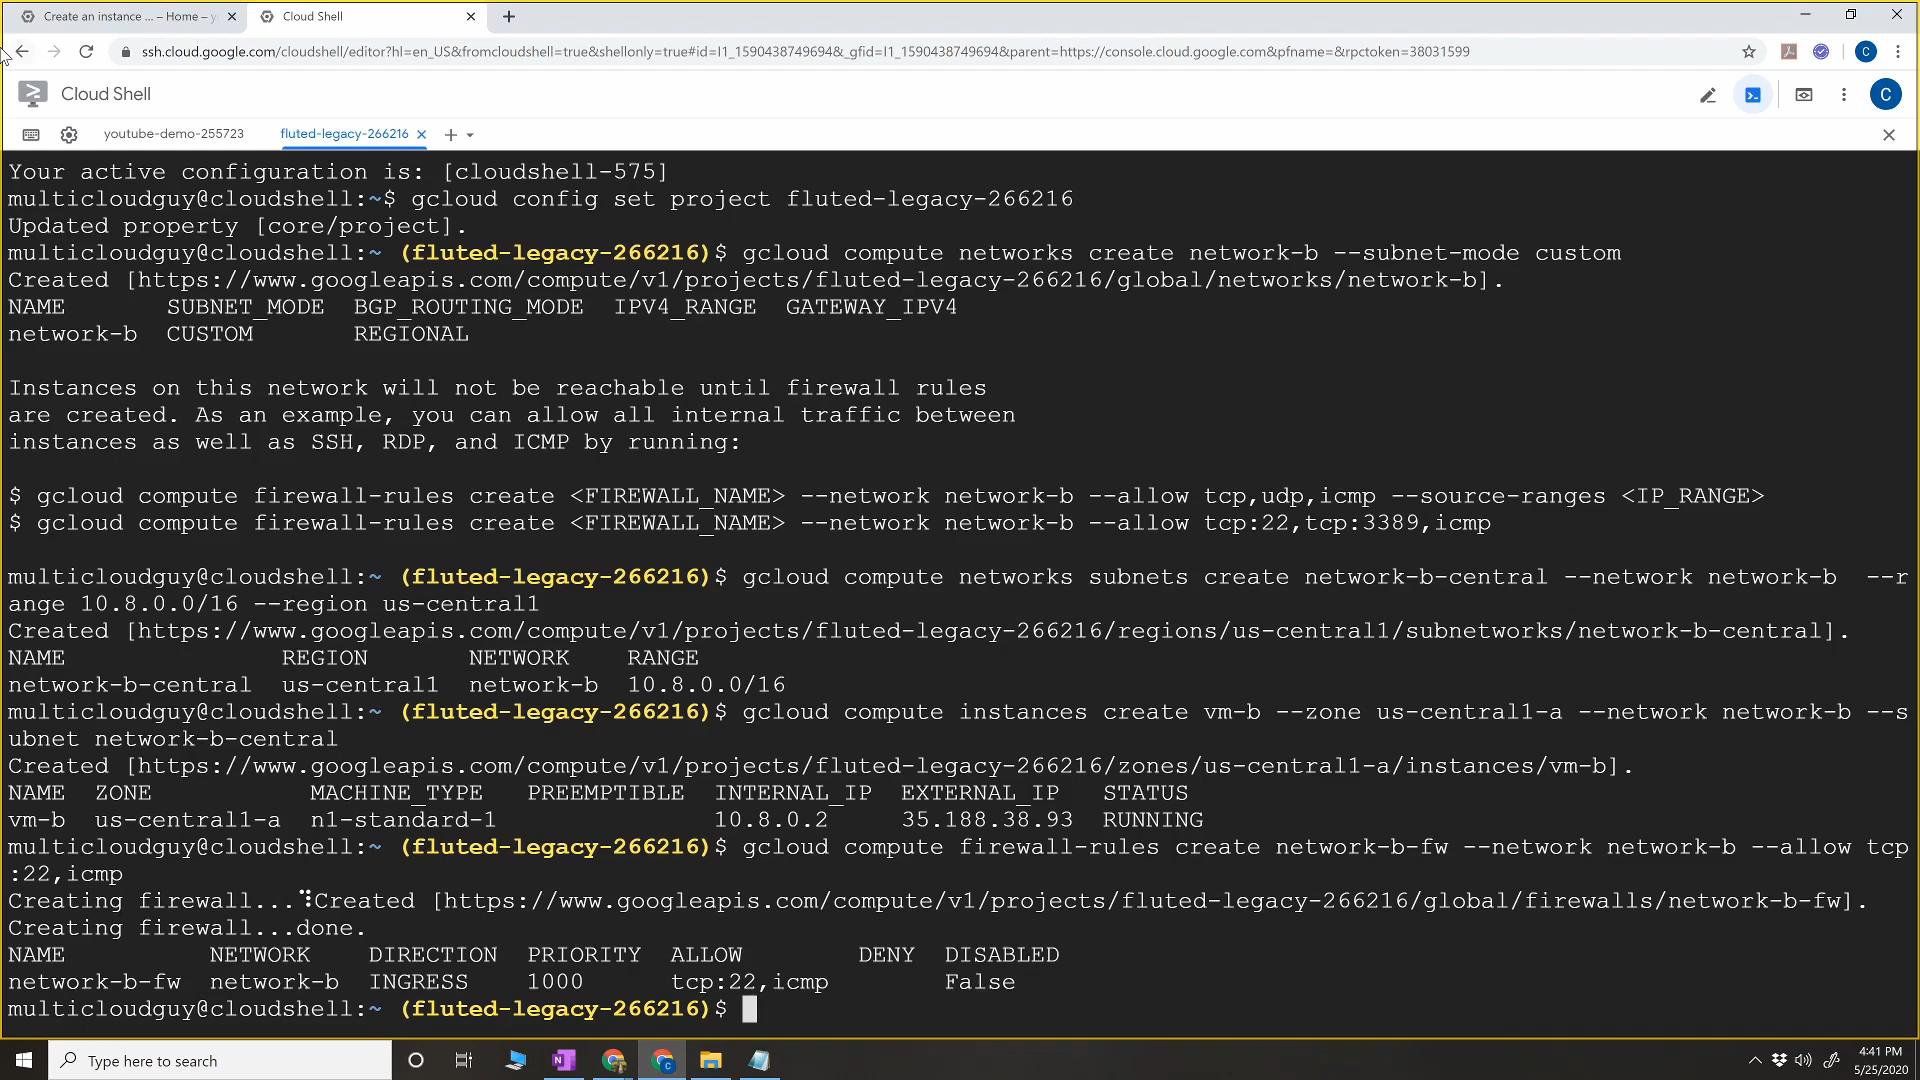 Create an instance ... – Home – y
Cloud Shell
ssh.cloud.google.com/cloudshell/editor?hl=en_US&fromcloudshell=true&shellonly=true#id=I1_1590438749694&_gfid=I1_1590438749694&parent=https://console.cloud.google.com&pfname=&rpctoken=38031599
C
Cloud Shell
C
youtube-demo-255723
fluted-legacy-266216
Your active configuration is: [cloudshell-575]
multicloudguy@cloudshell:~$ gcloud config set project fluted-legacy-266216
Updated property [core/project].
multicloudguy@cloudshell:~ (fluted-legacy-266216)$ gcloud compute networks create network-b --subnet-mode custom
Created [https://www.googleapis.com/compute/v1/projects/fluted-legacy-266216/global/networks/network-b].
NAME SUBNET_MODE BGP_ROUTING_MODE IPV4_RANGE GATEWAY_IPV4
network-b CUSTOM REGIONAL
Instances on this network will not be reachable until firewall rules
are created. As an example, you can allow all internal traffic between
instances as well as SSH, RDP, and ICMP by running:
$ gcloud compute firewall-rules create <FIREWALL_NAME> --network network-b --allow tcp,udp,icmp --source-ranges <IP_RANGE>
$ gcloud compute firewall-rules create <FIREWALL_NAME> --network network-b --allow tcp:22,tcp:3389,icmp
multicloudguy@cloudshell:~ (fluted-legacy-266216)$ gcloud compute networks subnets create network-b-central --network network-b --r
ange 10.8.0.0/16 --region us-central1
Created [https://www.googleapis.com/compute/v1/projects/fluted-legacy-266216/regions/us-central1/subnetworks/network-b-central].
NAME REGION NETWORK RANGE
network-b-central us-central1 network-b 10.8.0.0/16
multicloudguy@cloudshell:~ (fluted-legacy-266216)$ gcloud compute instances create vm-b --zone us-central1-a --network network-b --s
ubnet network-b-central
Created [https://www.googleapis.com/compute/v1/projects/fluted-legacy-266216/zones/us-central1-a/instances/vm-b].
NAME ZONE MACHINE_TYPE PREEMPTIBLE INTERNAL_IP EXTERNAL_IP STATUS
vm-b us-central1-a n1-standard-1 10.8.0.2 35.188.38.93 RUNNING
multicloudguy@cloudshell:~ (fluted-legacy-266216)$ gcloud compute firewall-rules create network-b-fw --network network-b --allow tcp
:22,icmp
Creating firewall...⠹Created [https://www.googleapis.com/compute/v1/projects/fluted-legacy-266216/global/firewalls/network-b-fw].
Creating firewall...done.
NAME NETWORK DIRECTION PRIORITY ALLOW DENY DISABLED
network-b-fw network-b INGRESS 1000 tcp:22,icmp False
multicloudguy@cloudshell:~ (fluted-legacy-266216)$
Type here to search
4:41 PM
5/25/2020